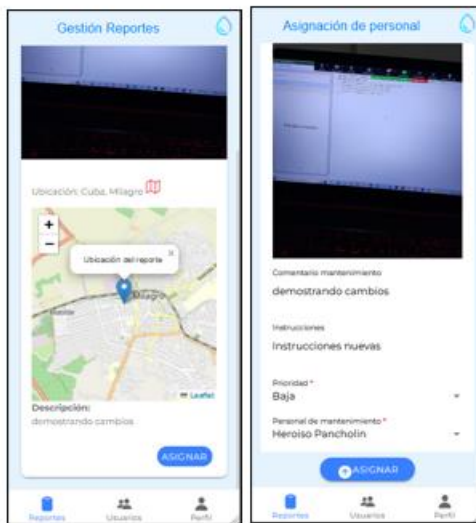 Gestión Reportes
Ubicación: Cuba, Milagro
+
−
Ubicación del reporte
×
Milagro
Leaflet
Descripción:
demostrando cambios
ASIGNAR
Reportes
Usuarios
Perfil
Asignación de personal
Comentario mantenimiento
demostrando cambios
Instrucciones
Instrucciones nuevas
Prioridad *
Baja
Personal de mantenimiento *
Heroiso Pancholin
ASIGNAR
Reportes
Usuarios
Perfil